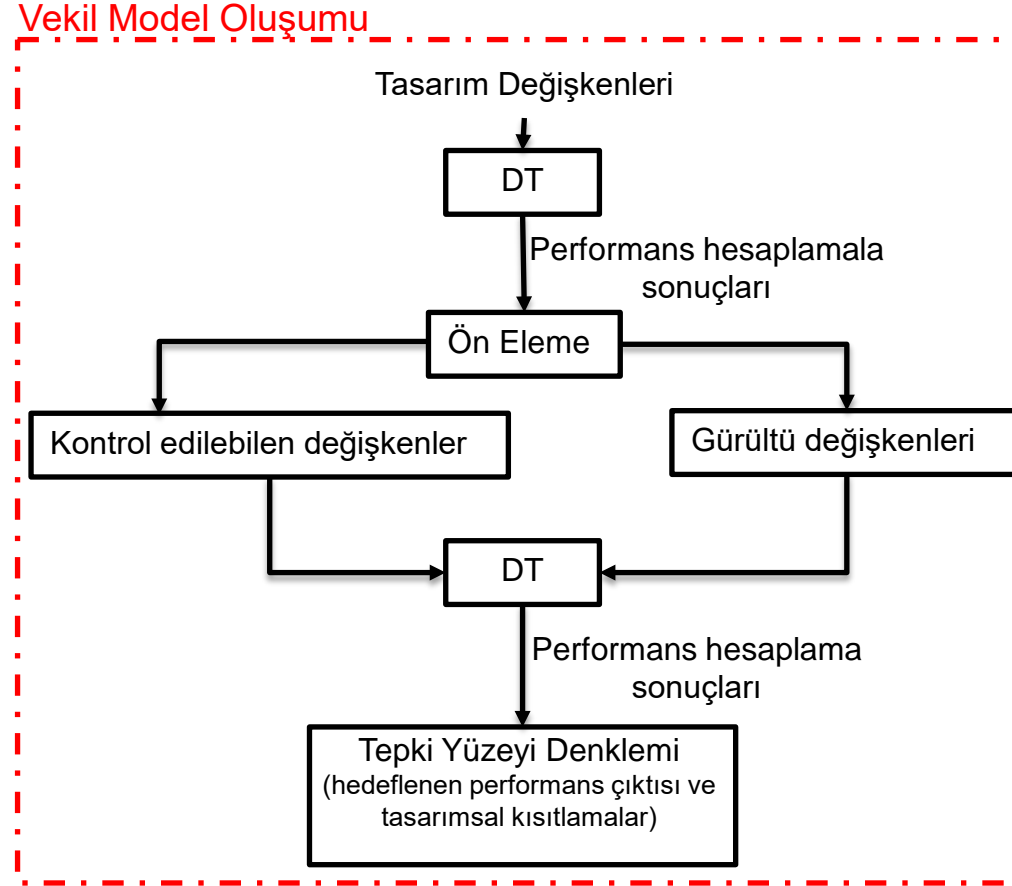 Vekil Model Oluşumu
Tasarım Değişkenleri
DT
Performans hesaplamala
sonuçları
Ön Eleme
Kontrol edilebilen değişkenler
Gürültü değişkenleri
DT
Performans hesaplama
sonuçları
Tepki Yüzeyi Denklemi
(hedeflenen performans çıktısı ve
tasarımsal kısıtlamalar)